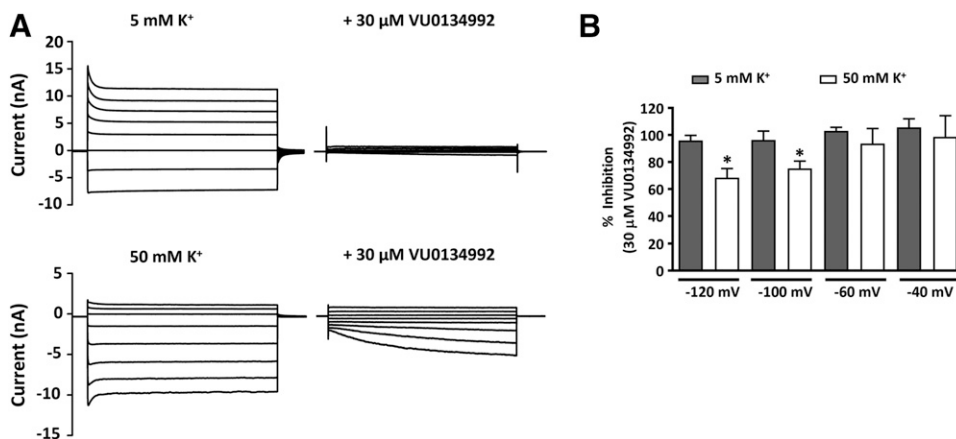 A
5 mM K⁺
+ 30 µM VU0134992
Current (nA)
20
15
10
5
0
-5
-10
50 mM K⁺
+ 30 µM VU0134992
Current (nA)
5
0
-5
-10
-15
B
5 mM K⁺
50 mM K⁺
% Inhibition
(30 µM VU0134992)
120
100
80
60
40
20
0
*
*
-120 mV
-100 mV
-60 mV
-40 mV